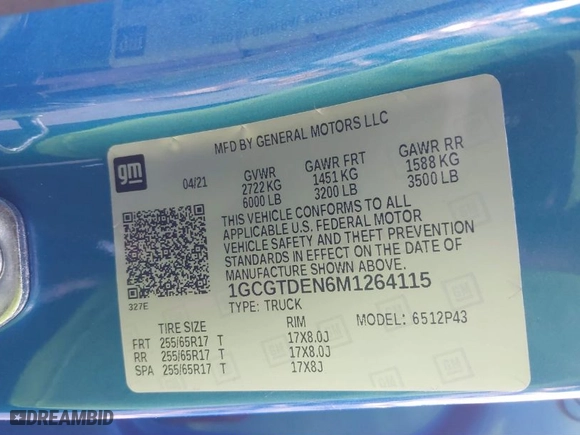 MFD BY GENERAL MOTORS LLC
gm
04/21
GVWR GAWR FRT GAWR RR
2722 KG 1451 KG 1588 KG
6000 LB 3200 LB 3500 LB
THIS VEHICLE CONFORMS TO ALL
APPLICABLE U.S. FEDERAL MOTOR
VEHICLE SAFETY AND THEFT PREVENTION
STANDARDS IN EFFECT ON THE DATE OF
MANUFACTURE SHOWN ABOVE.
327E
1GCGTDEN6M1264115
TYPE: TRUCK
TIRE SIZE RIM MODEL: 6512P43
FRT 255/65R17 T 17X8.0J
RR 255/65R17 T 17X8.0J
SPA 255/65R17 T 17X8J
DREAMBID